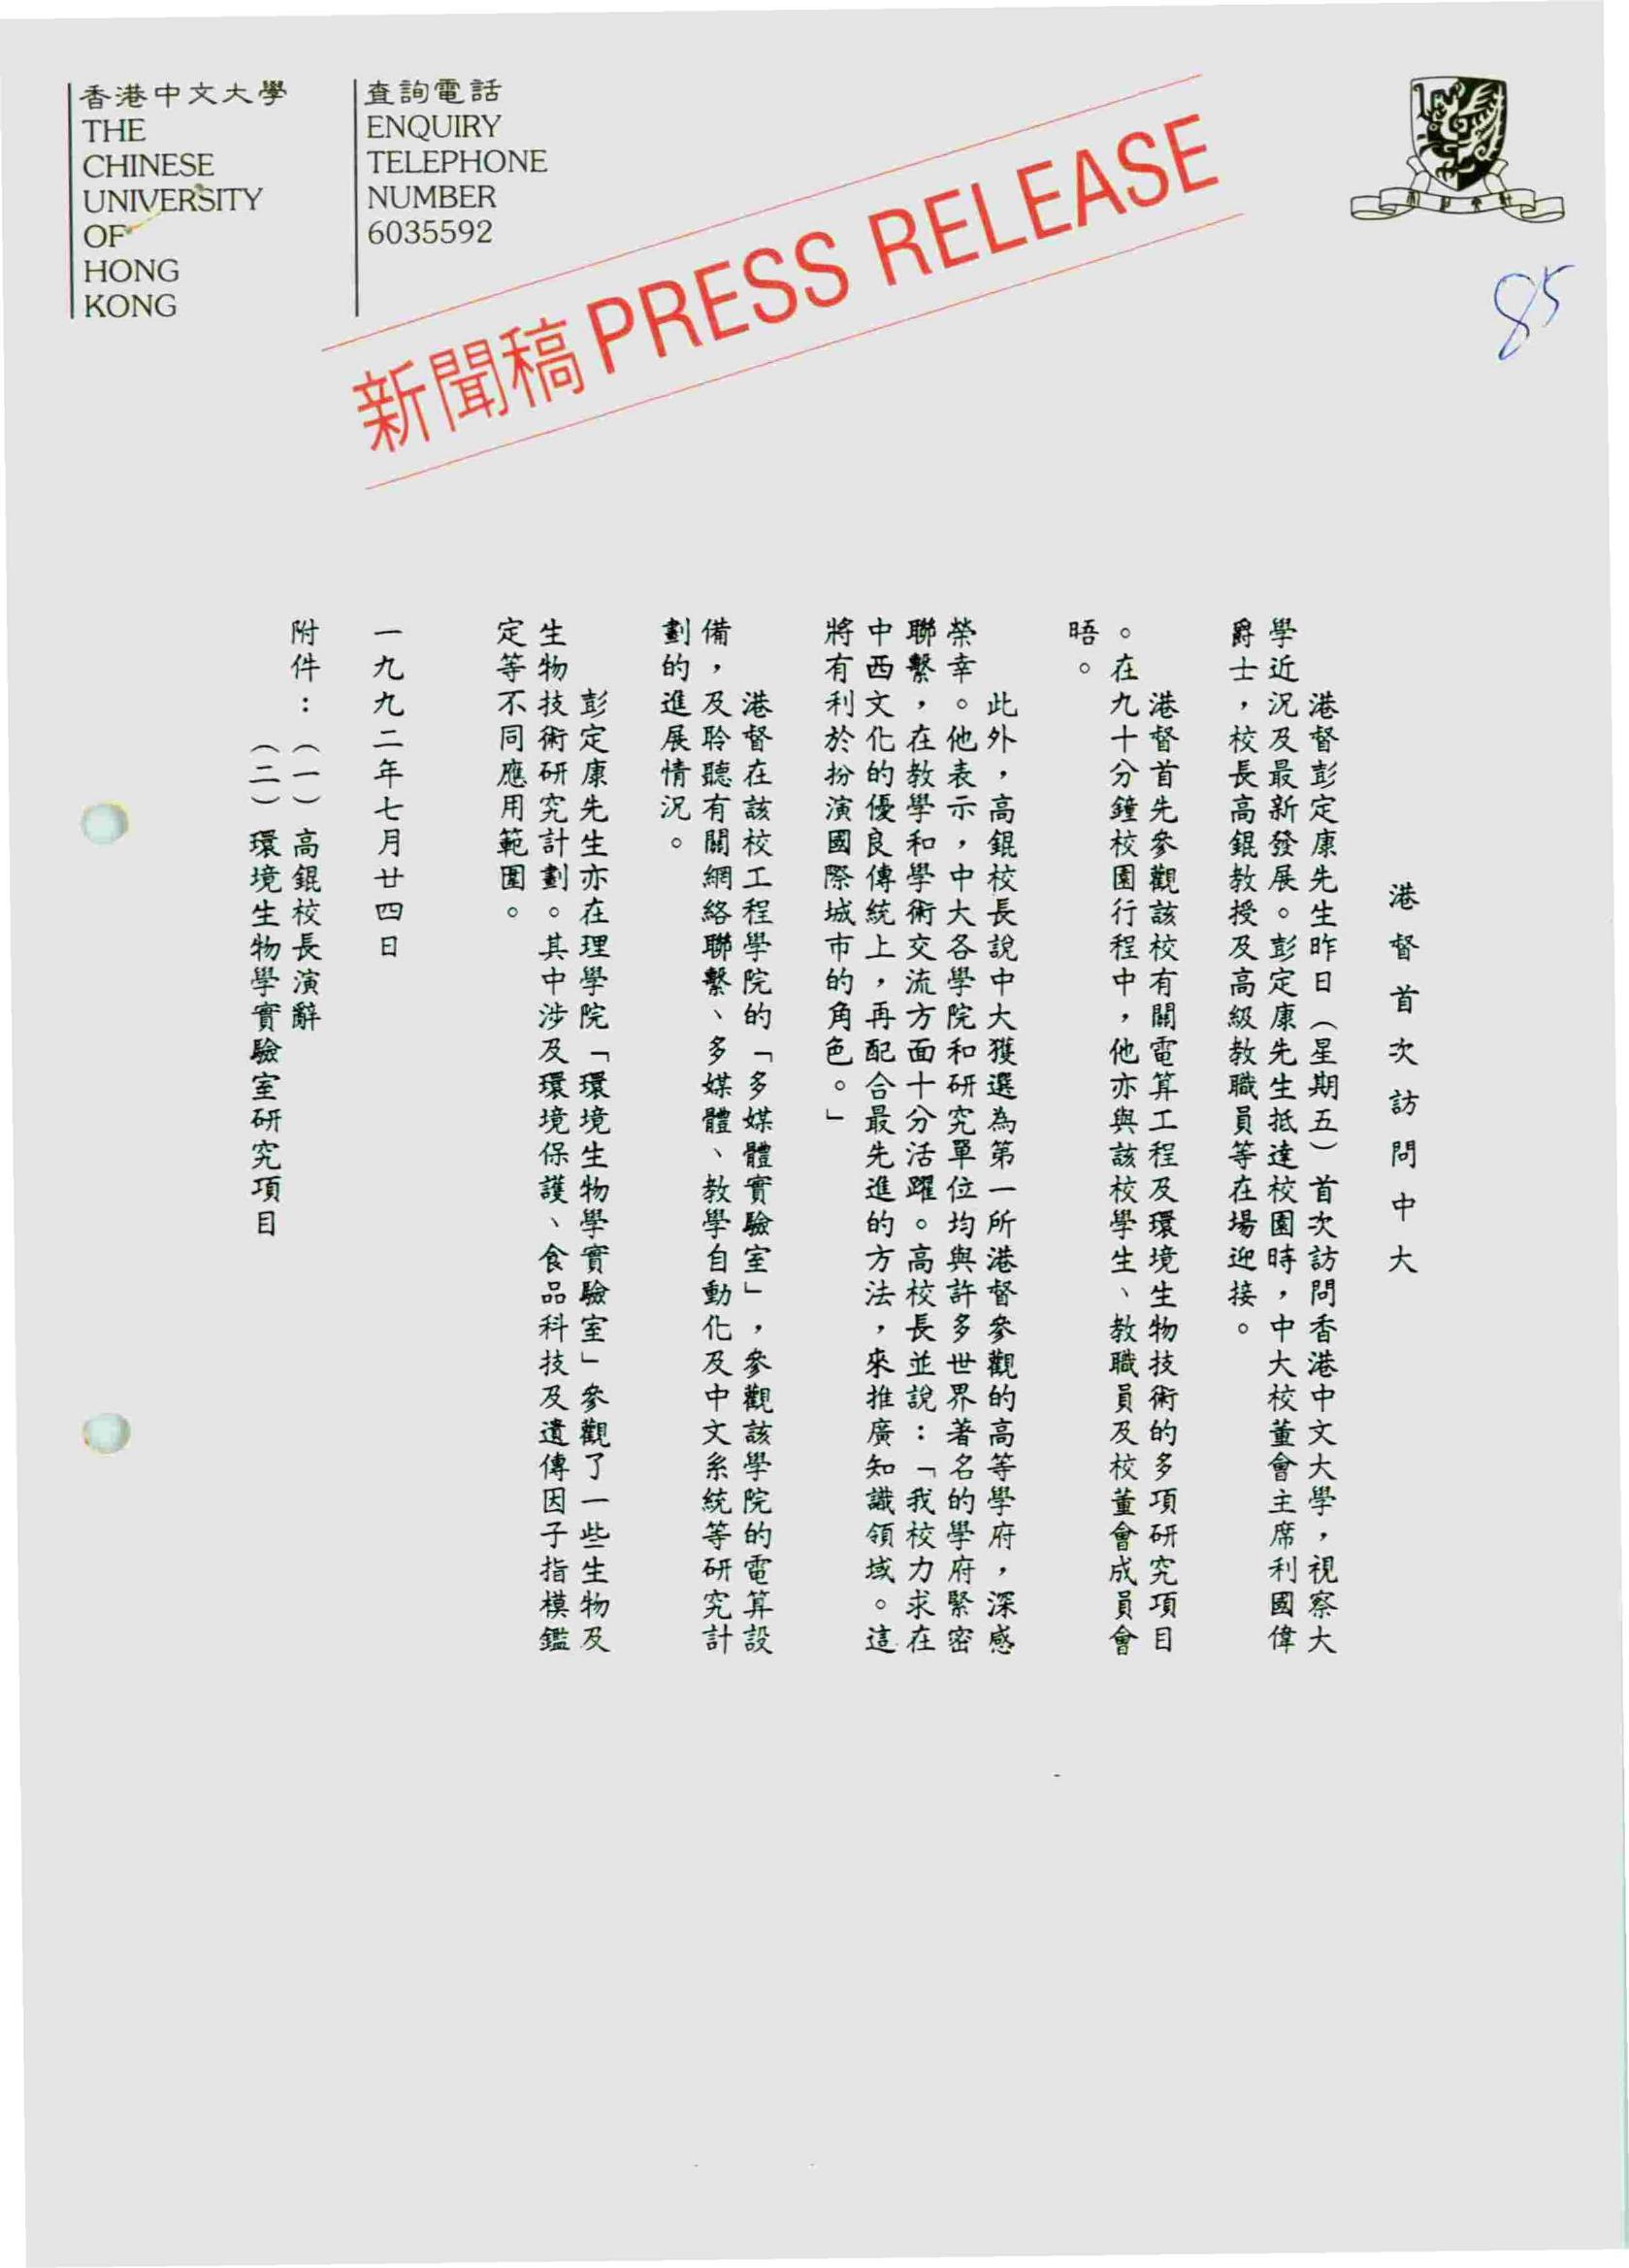 香港中文大學
THE
CHINESE
UNIVERSITY
OF
HONG
KONG
查詢電話
ENQUIRY
TELEPHONE
NUMBER
6035592
新聞稿 PRESS RELEASE
85
港督首次訪問中大
港督彭定康先生昨日（星期五）首次訪問香港中文大學，視察大
學近況及最新發展。彭定康先生抵達校園時，中大校董會主席利國偉
爵士，校長高錕教授及高級教職員等在場迎接。
港督首先參觀該校有關電算工程及環境生物技術的多項研究項目
。在九十分鐘校園行程中，他亦與該校學生、教職員及校董會成員會
晤。
此外，高錕校長說中大獲選為第一所港督參觀的高等學府，深感
榮幸。他表示，中大各學院和研究單位均與許多世界著名的學府緊密
聯繫，在教學和學術交流方面十分活躍。高校長並說：「我校力求在
中西文化的優良傳統上，再配合最先進的方法，來推廣知識領域。這
將有利於扮演國際城市的角色。」
港督在該校工程學院的「多媒體實驗室」，參觀該學院的電算設
備，及聆聽有關網絡聯繫、多媒體、教學自動化及中文系統等研究計
劃的進展情況。
彭定康先生亦在理學院「環境生物學實驗室」參觀了一些生物及
生物技術研究計劃。其中涉及環境保護、食品科技及遺傳因子指模鑑
定等不同應用範圍。
一九九二年七月廿四日
附件：（一）高錕校長演辭
（二）環境生物學實驗室研究項目